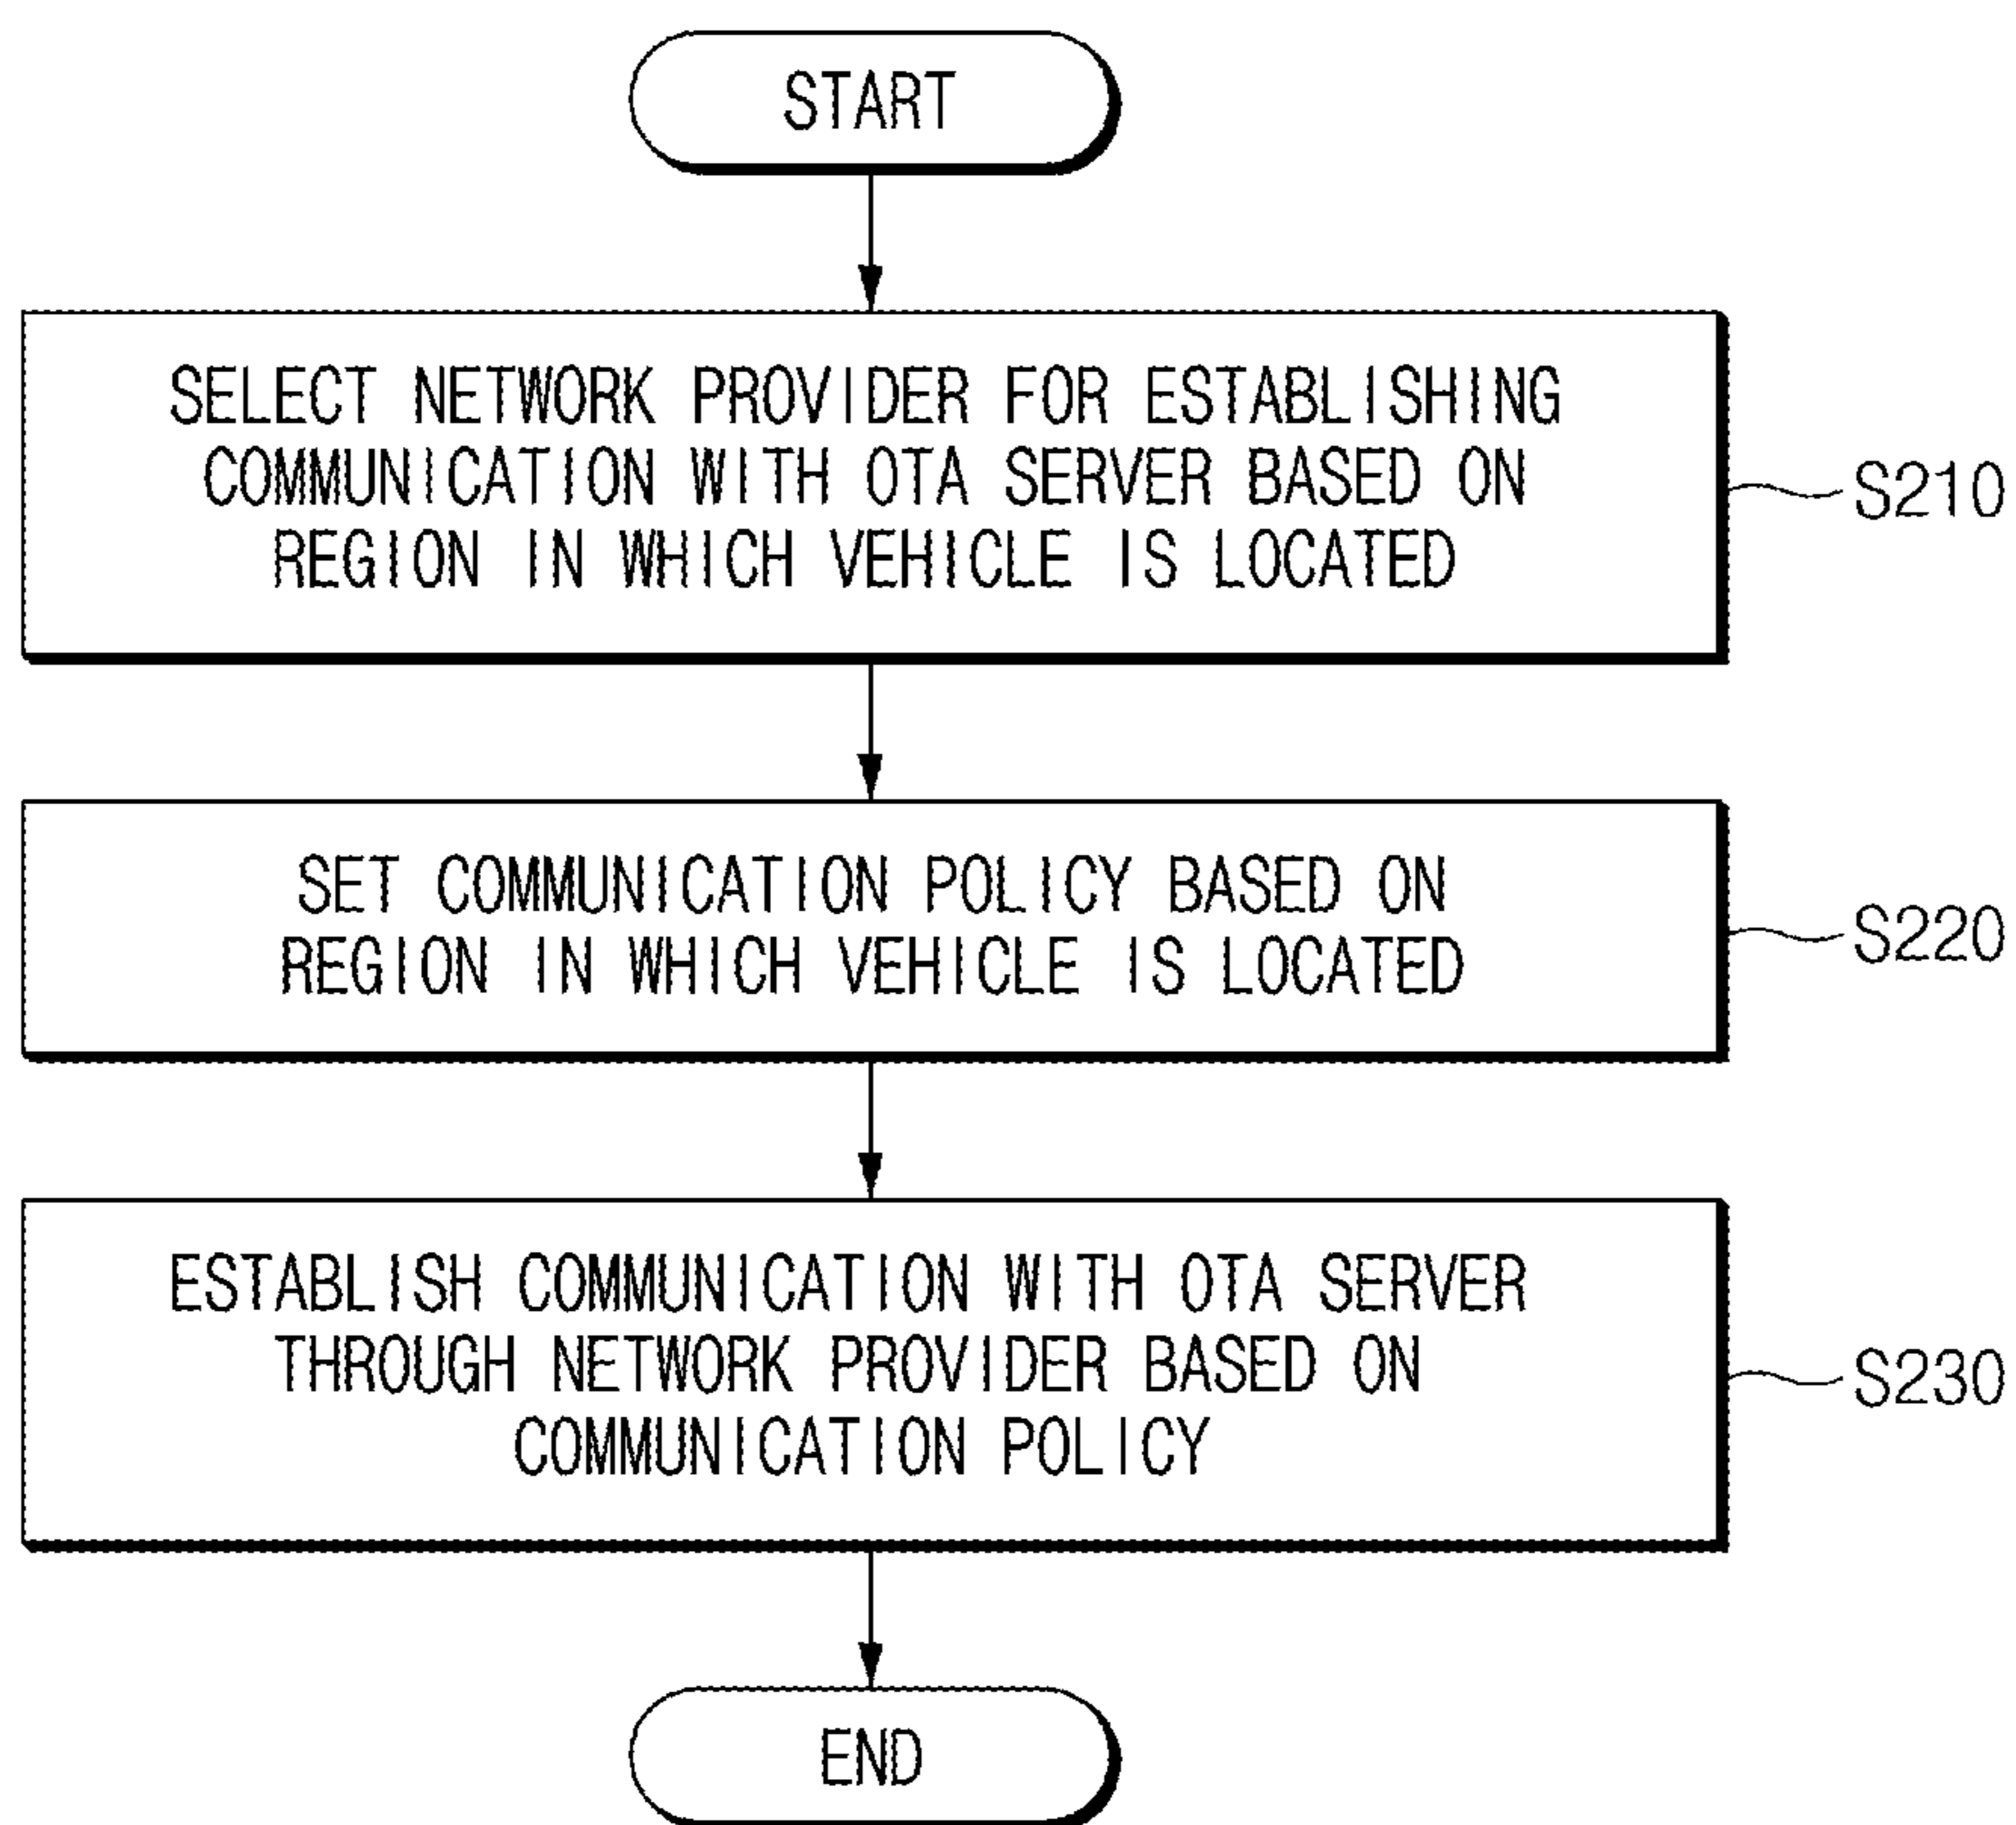 START
SELECT NETWORK PROVIDER FOR ESTABLISHING
COMMUNICATION WITH OTA SERVER BASED ON
REGION IN WHICH VEHICLE IS LOCATED
S210
SET COMMUNICATION POLICY BASED ON
REGION IN WHICH VEHICLE IS LOCATED
S220
ESTABLISH COMMUNICATION WITH OTA SERVER
THROUGH NETWORK PROVIDER BASED ON
COMMUNICATION POLICY
S230
END